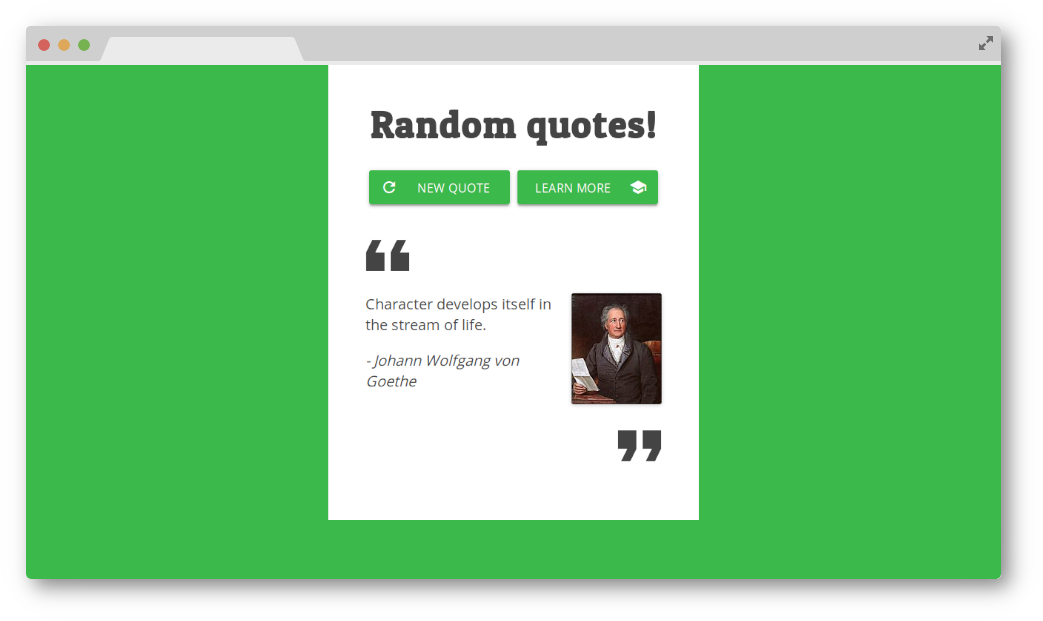 Random quotes!
NEW QUOTE
LEARN MORE
❝
Character develops itself in
the stream of life.
- Johann Wolfgang von
Goethe
❞